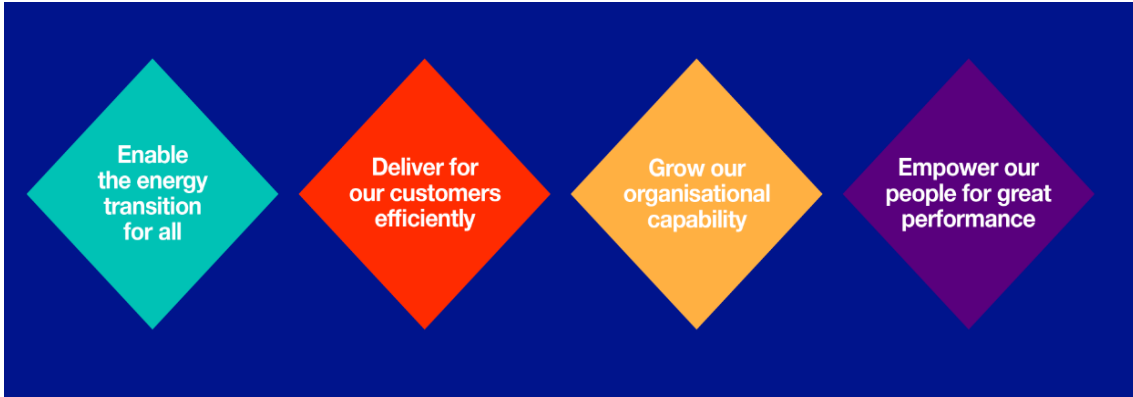 Enable
the energy
transition
for all
Deliver for
our customers
efficiently
Grow our
organisational
capability
Empower our
people for great
performance